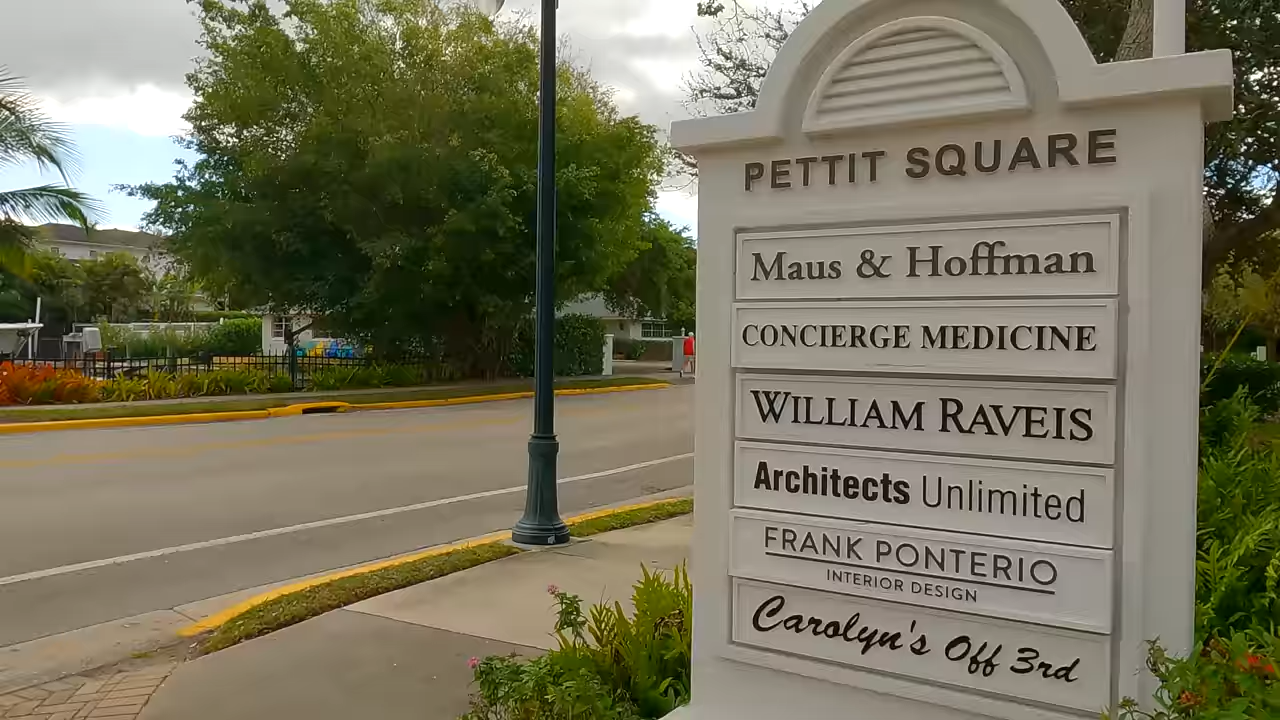 PETTIT SQUARE
Maus & Hoffman
CONCIERGE MEDICINE
WILLIAM RAVEIS
Architects Unlimited
FRANK PONTERIO
INTERIOR DESIGN
Carolyn's Off 3rd